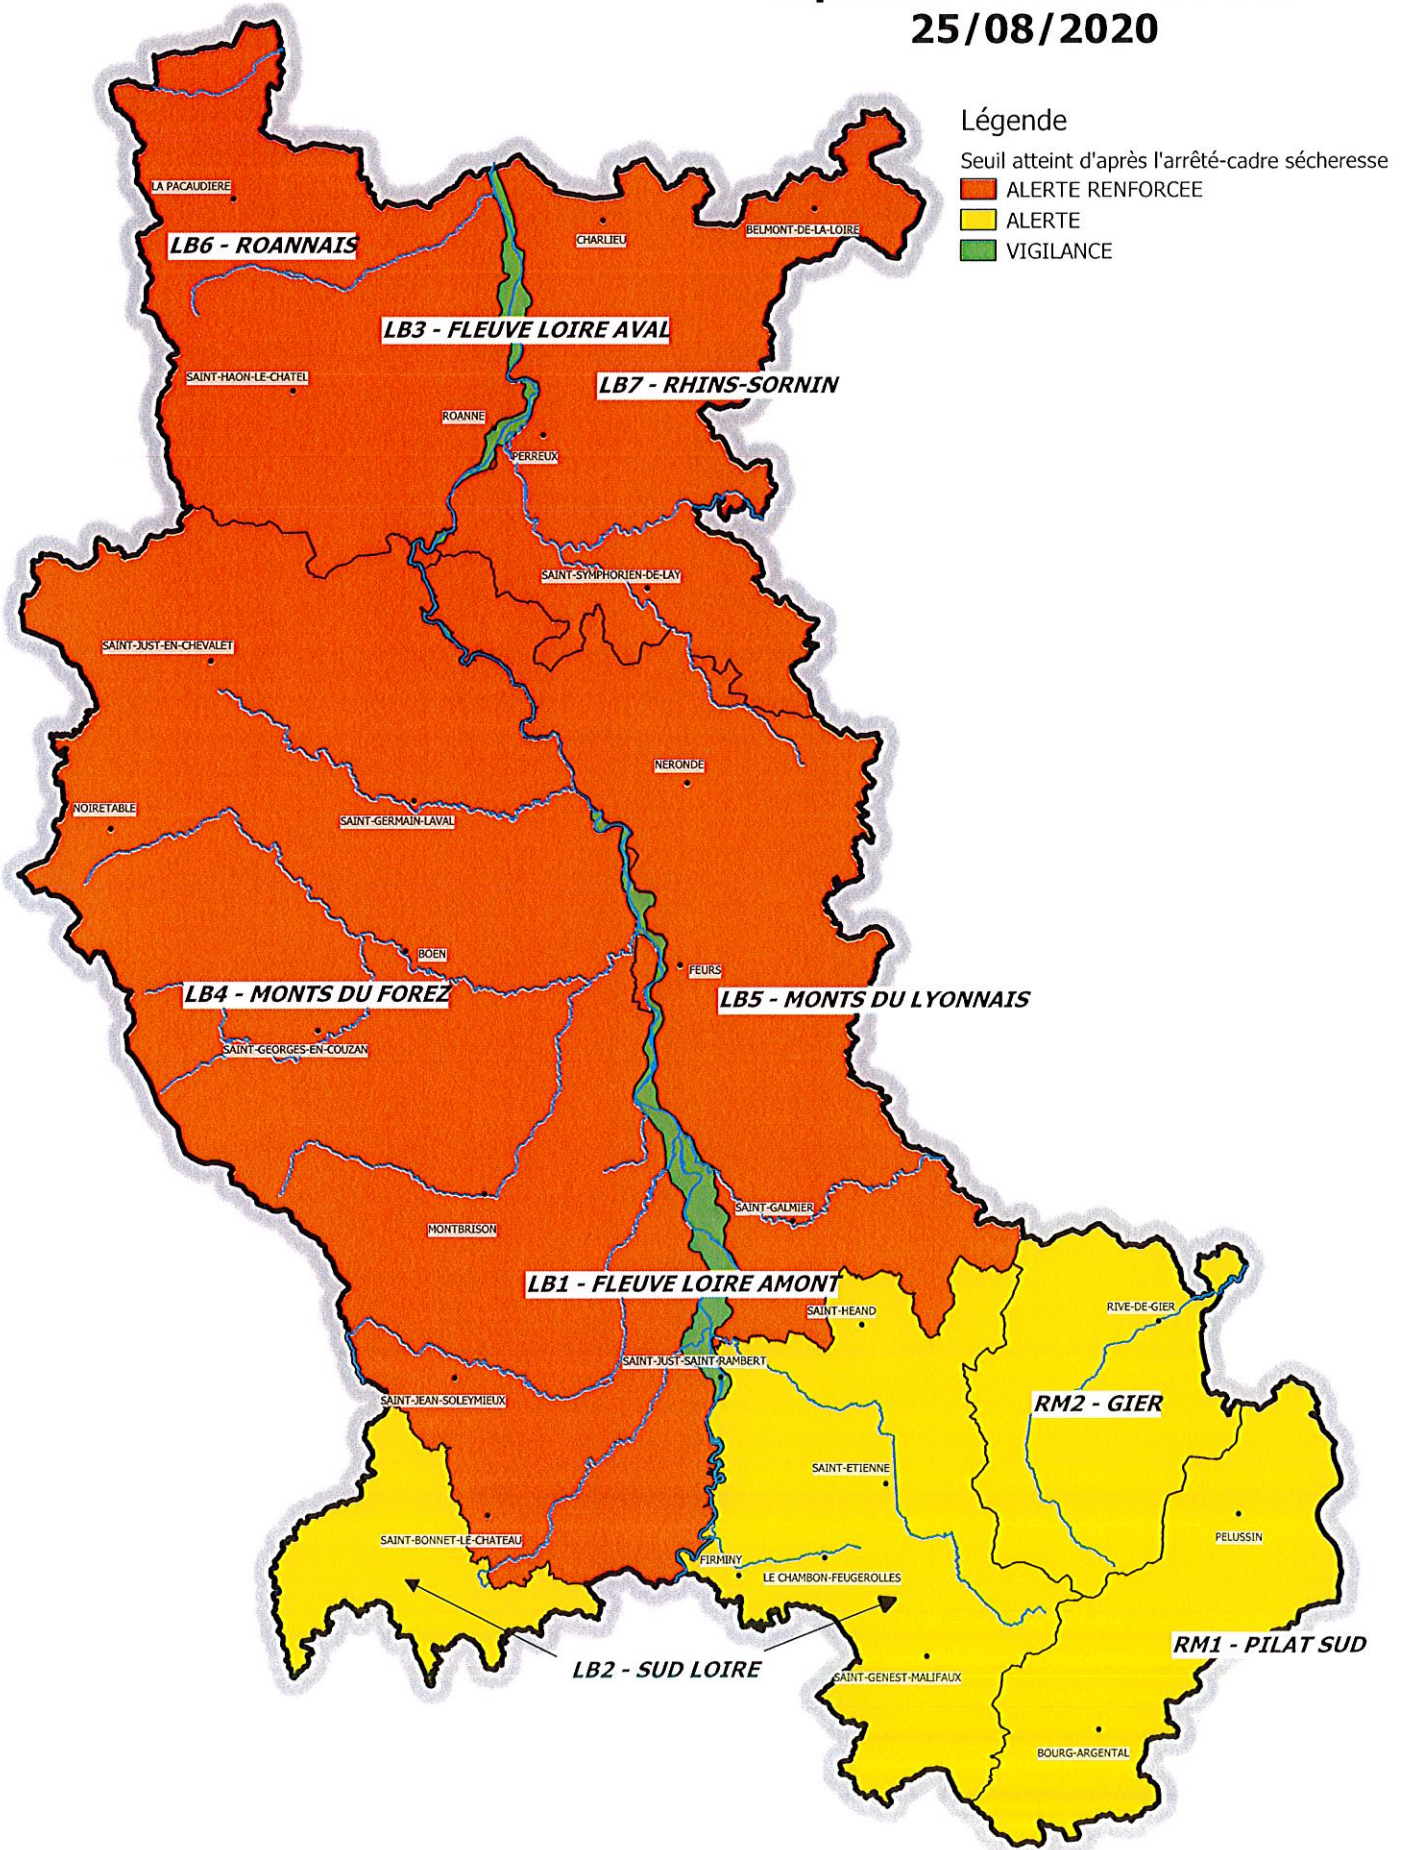 25/08/2020
Légende
Seuil atteint d'après l'arrêté-cadre sécheresse
ALERTE RENFORCEE
ALERTE
VIGILANCE
LA PACAUDIERE
CHARLIEU
BELMONT-DE-LA-LOIRE
LB6 - ROANNAIS
LB3 - FLEUVE LOIRE AVAL
SAINT-HAON-LE-CHATEL
LB7 - RHINS-SORNIN
ROANNE
PERREUX
SAINT-SYMPHORIEN-DE-LAY
SAINT-JUST-EN-CHEVALET
NERONDE
NOIRETABLE
SAINT-GERMAIN-LAVAL
BOEN
FEURS
LB4 - MONTS DU FOREZ
LB5 - MONTS DU LYONNAIS
SAINT-GEORGES-EN-COUZAN
SAINT-GALMIER
MONTBRISON
LB1 - FLEUVE LOIRE AMONT
SAINT-HEAND
RIVE-DE-GIER
SAINT-JUST-SAINT-RAMBERT
SAINT-JEAN-SOLEYMIEUX
RM2 - GIER
SAINT-ETIENNE
SAINT-BONNET-LE-CHATEAU
PELUSSIN
FIRMINY
LE CHAMBON-FEUGEROLLES
RM1 - PILAT SUD
LB2 - SUD LOIRE
SAINT-GENEST-MALIFAUX
BOURG-ARGENTAL